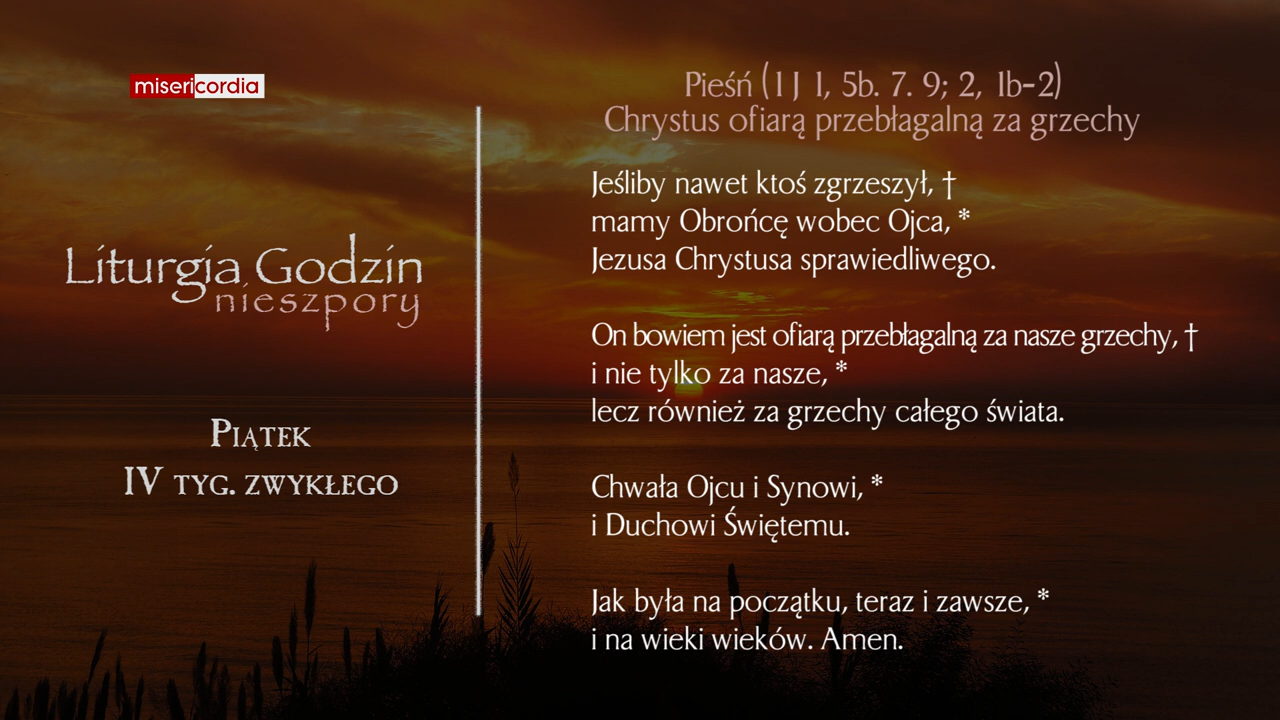 misericordia
Liturgia Godzin
nieszpory
Piątek
IV tyg. zwykłego
Pieśń (1 J 1, 5b. 7. 9; 2, 1b-2)
Chrystus ofiarą przebłagalną za grzechy
Jeśliby nawet ktoś zgrzeszył, †
mamy Obrońcę wobec Ojca, *
Jezusa Chrystusa sprawiedliwego.
On bowiem jest ofiarą przebłagalną za nasze grzechy, †
i nie tylko za nasze, *
lecz również za grzechy całego świata.
Chwała Ojcu i Synowi, *
i Duchowi Świętemu.
Jak była na początku, teraz i zawsze, *
i na wieki wieków. Amen.